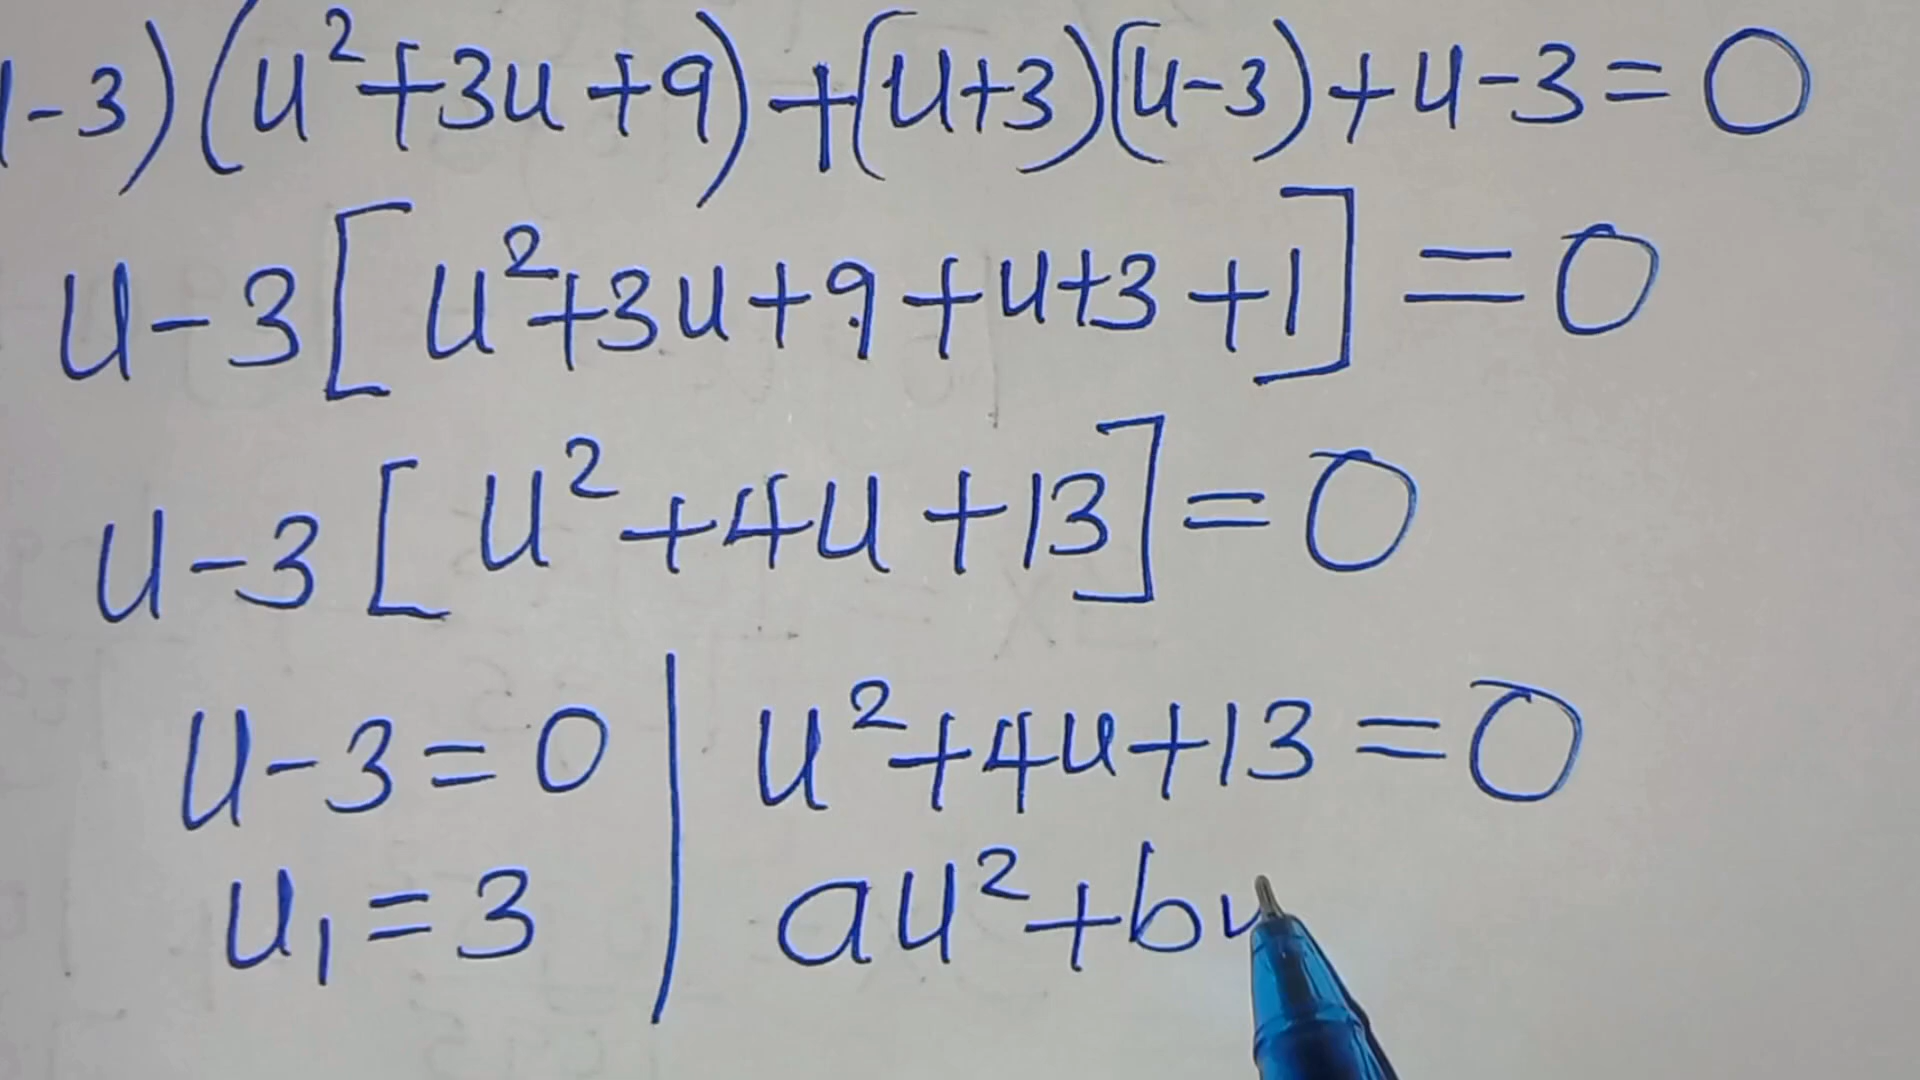 -3)(u²+3u+9)+(u+3)(u-3)+u-3=0
u-3[u²+3u+9+u+3+1]=0
u-3[u²+4u+13]=0
u-3=0 | u²+4u+13=0
u₁=3 | au²+bu